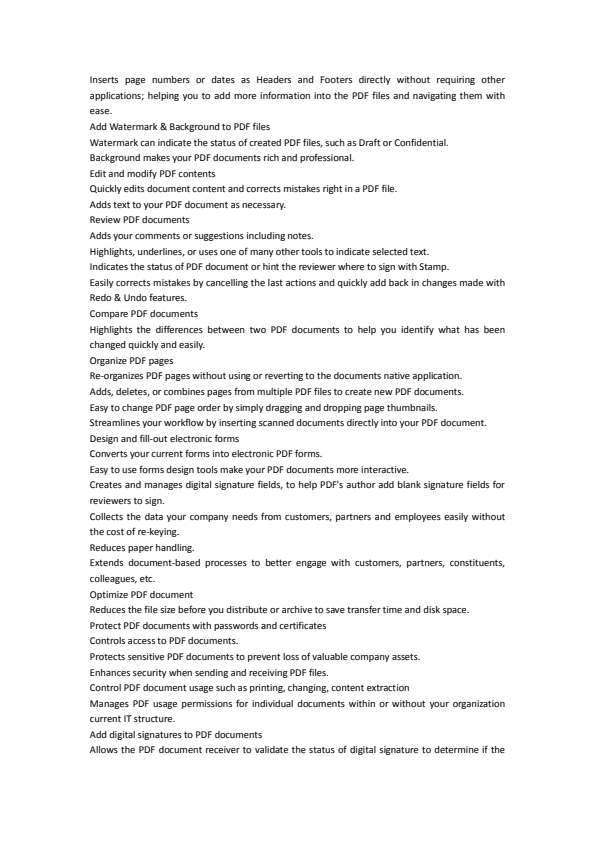 Inserts page numbers or dates as Headers and Footers directly without requiring other
applications; helping you to add more information into the PDF files and navigating them with
ease.
Add Watermark & Background to PDF files
Watermark can indicate the status of created PDF files, such as Draft or Confidential.
Background makes your PDF documents rich and professional.
Edit and modify PDF contents
Quickly edits document content and corrects mistakes right in a PDF file.
Adds text to your PDF document as necessary.
Review PDF documents
Adds your comments or suggestions including notes.
Highlights, underlines, or uses one of many other tools to indicate selected text.
Indicates the status of PDF document or hint the reviewer where to sign with Stamp.
Easily corrects mistakes by cancelling the last actions and quickly add back in changes made with
Redo & Undo features.
Compare PDF documents
Highlights the differences between two PDF documents to help you identify what has been
changed quickly and easily.
Organize PDF pages
Re-organizes PDF pages without using or reverting to the documents native application.
Adds, deletes, or combines pages from multiple PDF files to create new PDF documents.
Easy to change PDF page order by simply dragging and dropping page thumbnails.
Streamlines your workflow by inserting scanned documents directly into your PDF document.
Design and fill-out electronic forms
Converts your current forms into electronic PDF forms.
Easy to use forms design tools make your PDF documents more interactive.
Creates and manages digital signature fields, to help PDF's author add blank signature fields for
reviewers to sign.
Collects the data your company needs from customers, partners and employees easily without
the cost of re-keying.
Reduces paper handling.
Extends document-based processes to better engage with customers, partners, constituents,
colleagues, etc.
Optimize PDF document
Reduces the file size before you distribute or archive to save transfer time and disk space.
Protect PDF documents with passwords and certificates
Controls access to PDF documents.
Protects sensitive PDF documents to prevent loss of valuable company assets.
Enhances security when sending and receiving PDF files.
Control PDF document usage such as printing, changing, content extraction
Manages PDF usage permissions for individual documents within or without your organization
current IT structure.
Add digital signatures to PDF documents
Allows the PDF document receiver to validate the status of digital signature to determine if the